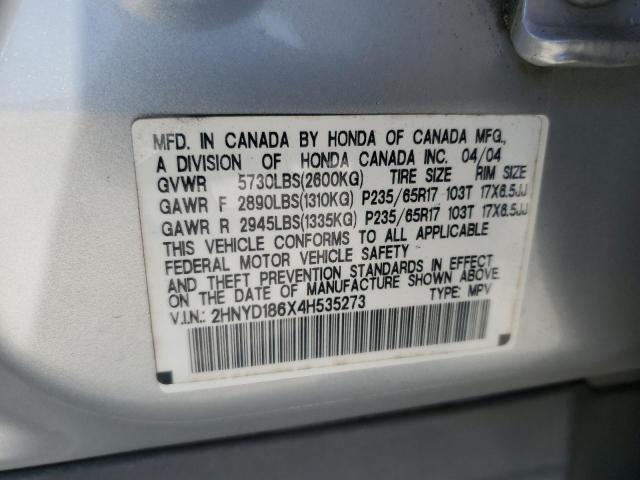 MFD. IN CANADA BY HONDA OF CANADA MFG.,
A DIVISION OF HONDA CANADA INC. 04/04
GVWR 5730LBS(2600KG) TIRE SIZE RIM SIZE
GAWR F 2890LBS(1310KG) P235/65R17 103T 17X6.5JJ
GAWR R 2945LBS(1335KG) P235/65R17 103T 17X6.5JJ
THIS VEHICLE CONFORMS TO ALL APPLICABLE
FEDERAL MOTOR VEHICLE SAFETY
AND THEFT PREVENTION STANDARDS IN EFFECT
ON DATE OF MANUFACTURE SHOWN ABOVE.
V.I.N.: 2HNYD186X4H535273 TYPE: MPV